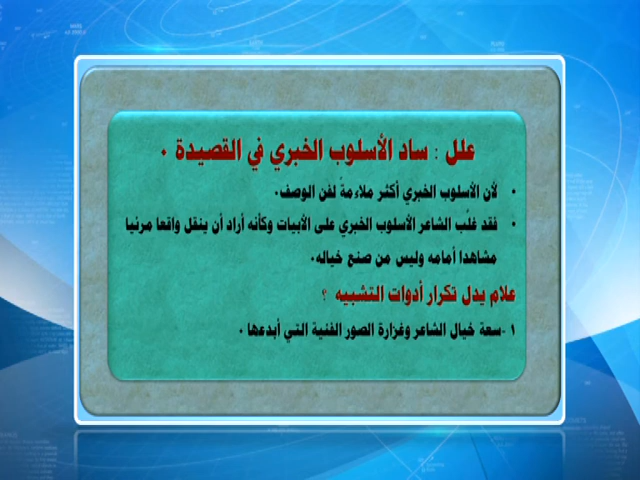 علل : ساد الأسلوب الخبري في القصيدة .
• لأن الأسلوب الخبري أكثر ملاءمةً لفن الوصف.
• فقد غلّب الشاعر الأسلوب الخبري على الأبيات وكأنه أراد أن ينقل واقعا مرئيا
مشاهدا أمامه وليس من صنع خياله.
علام يدل تكرار أدوات التشبيه ؟
١ -سعة خيال الشاعر وغزارة الصور الفنية التي أبدعها .